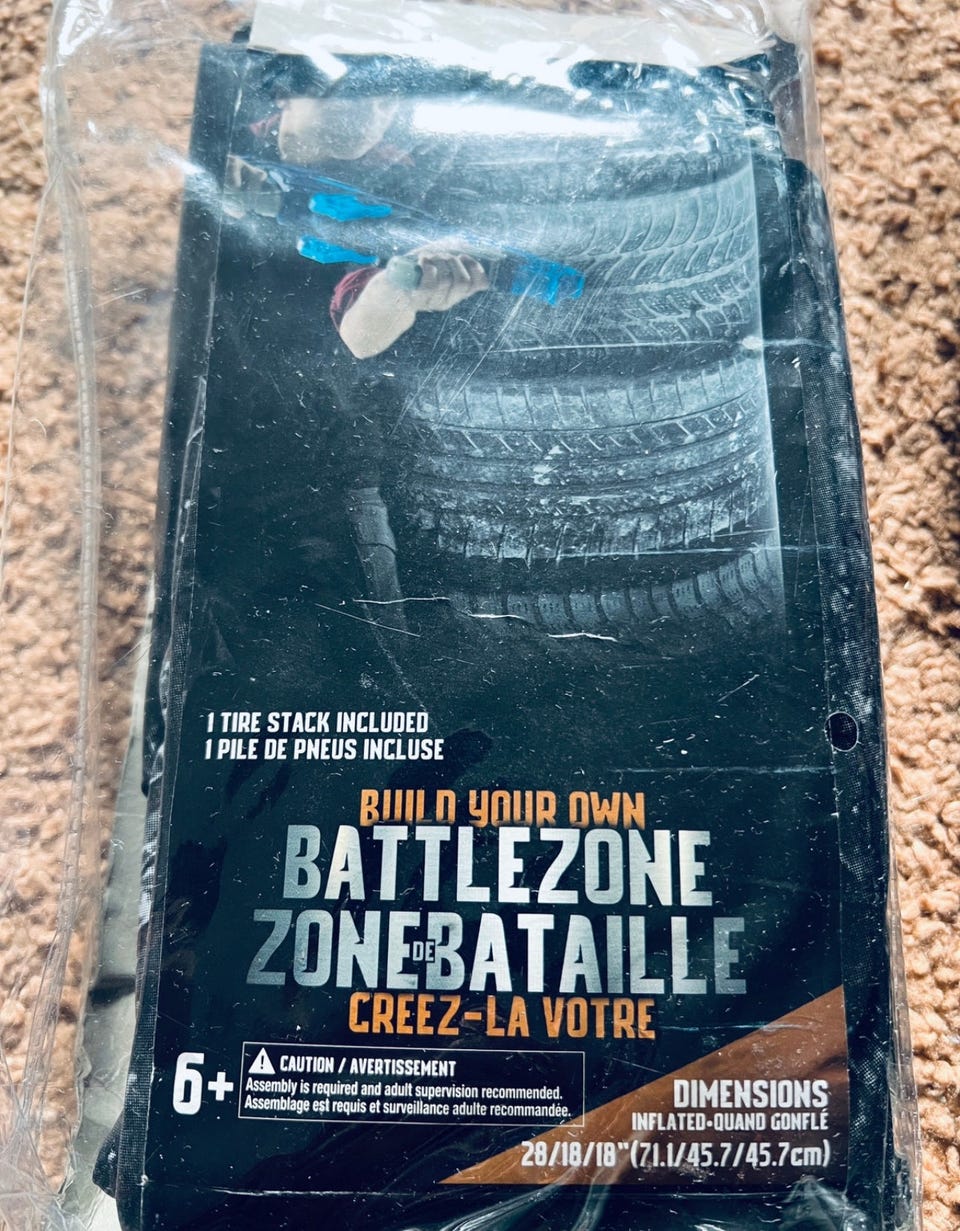 1 TIRE STACK INCLUDED
1 PILE DE PNEUS INCLUSE
BUILD YOUR OWN
BATTLEZONE
ZONE DE BATAILLE
CREEZ-LA VOTRE
6+
CAUTION / AVERTISSEMENT
Assembly is required and adult supervision recommended.
Assemblage est requis et surveillance adulte recommandée.
DIMENSIONS
INFLATED•QUAND GONFLÉ
28/18/18"(71.1/45.7/45.7cm)